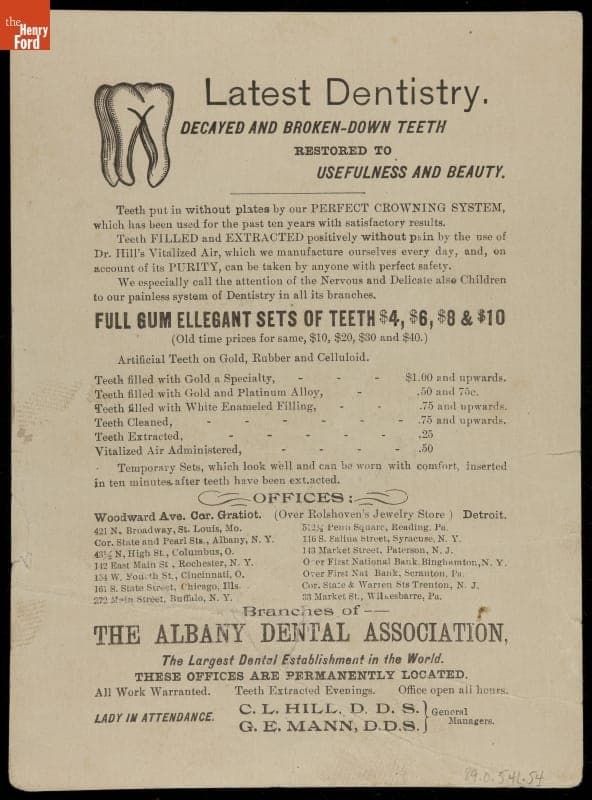 the
Henry
Ford
Latest Dentistry.
DECAYED AND BROKEN-DOWN TEETH
RESTORED TO
USEFULNESS AND BEAUTY.
Teeth put in without plates by our PERFECT CROWNING SYSTEM,
which has been used for the past ten years with satisfactory results.
Teeth FILLED and EXTRACTED positively without pain by the use of
Dr. Hill's Vitalized Air, which we manufacture ourselves every day, and, on
account of its PURITY, can be taken by anyone with perfect safety.
We especially call the attention of the Nervous and Delicate also Children
to our painless system of Dentistry in all its branches.
FULL GUM ELLEGANT SETS OF TEETH $4, $6, $8 & $10
(Old time prices for same, $10, $20, $30 and $40.)
Artificial Teeth on Gold, Rubber and Celluloid.
Teeth filled with Gold a Specialty, - - - $1.00 and upwards.
Teeth filled with Gold and Platinum Alloy, - - .50 and 75c.
Teeth filled with White Enameled Filling, - - .75 and upwards.
Teeth Cleaned, - - - - - - .75 and upwards.
Teeth Extracted, - - - - - - .25
Vitalized Air Administered, - - - - .50
Temporary Sets, which look well and can be worn with comfort, inserted
in ten minutes after teeth have been extracted.
OFFICES:
Woodward Ave. Cor. Gratiot. (Over Rolshoven's Jewelry Store) Detroit.
421 N. Broadway, St. Louis, Mo.
Cor. State and Pearl Sts., Albany, N. Y.
43½ N, High St., Columbus, O.
142 East Main St, Rochester, N. Y.
154 W. Fourth St., Cincinnati, O.
161 S. State Street, Chicago, Ills.
272 Main Street, Buffalo, N. Y.
Penn Square, Reading, Pa.
116 S. Salina Street, Syracuse, N. Y.
143 Market Street, Paterson, N. J.
Over First National Bank, Binghamton, N. Y.
Over First Nat Bank, Scranton, Pa.
Cor. State & Warren Sts Trenton, N. J.
33 Market St., Wilkesbarre, Pa.
Branches of
THE ALBANY DENTAL ASSOCIATION,
The Largest Dental Establishment in the World.
THESE OFFICES ARE PERMANENTLY LOCATED.
All Work Warranted. Teeth Extracted Evenings. Office open all hours.
LADY IN ATTENDANCE.
C. L. HILL, D. D. S.
G. E. MANN, D.D.S.
General
Managers.
89.0.541.54